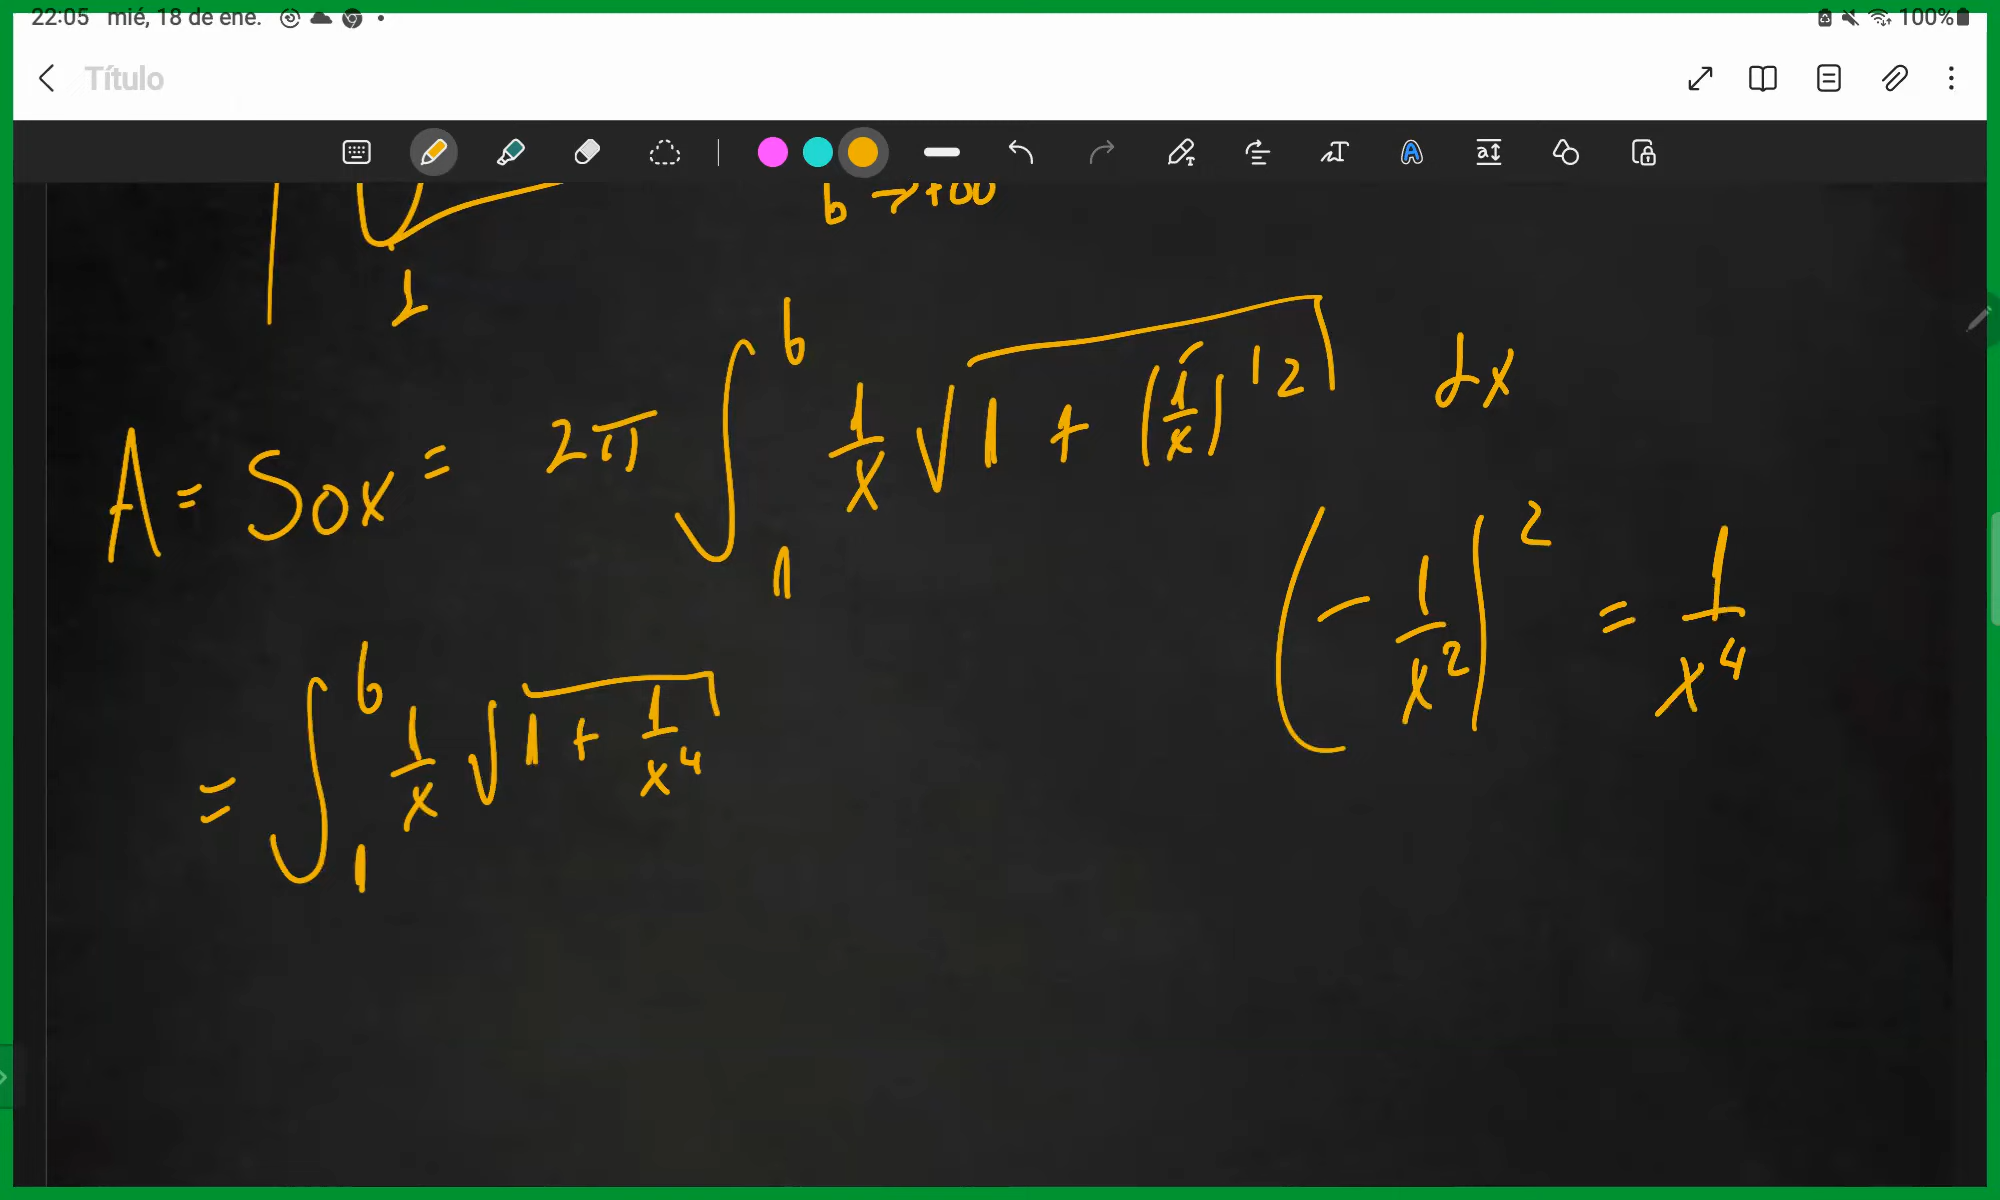 22:05 mié, 18 de ene. 100%
Título
b → +∞
1
A = Sox = 2π ∫₁ᵇ 1/x √(1 + (1/x)'²) dx
(- 1/x²)² = 1/x⁴
= ∫₁ᵇ 1/x √(1 + 1/x⁴)